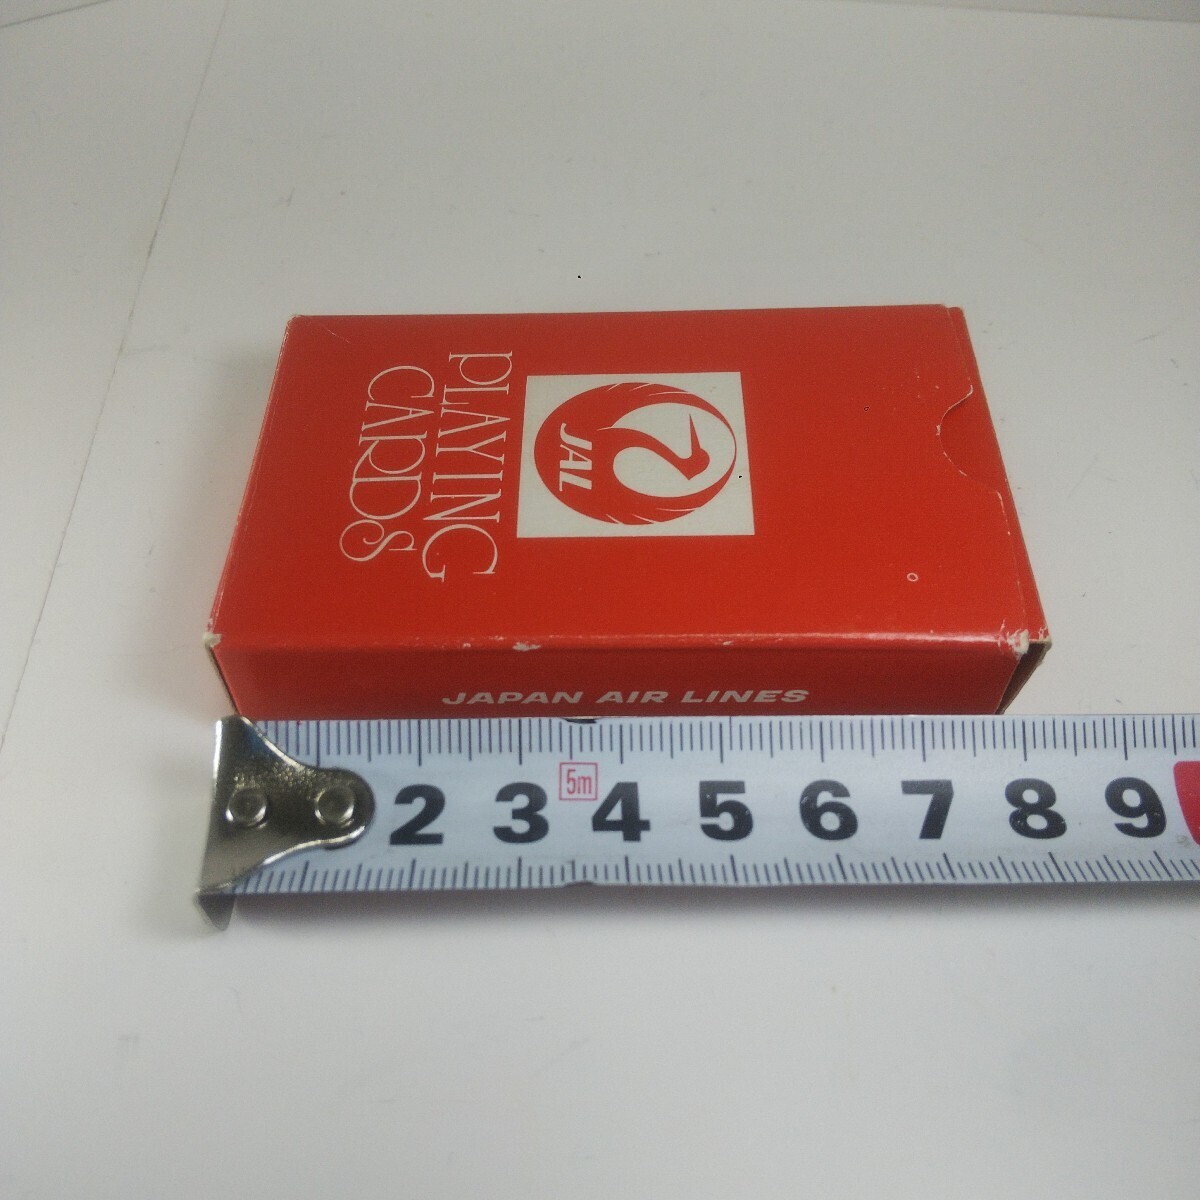 PLAYING
CARDS
JAL
JAPAN AIR LINES
5m
2 3 4 5 6 7 8 9